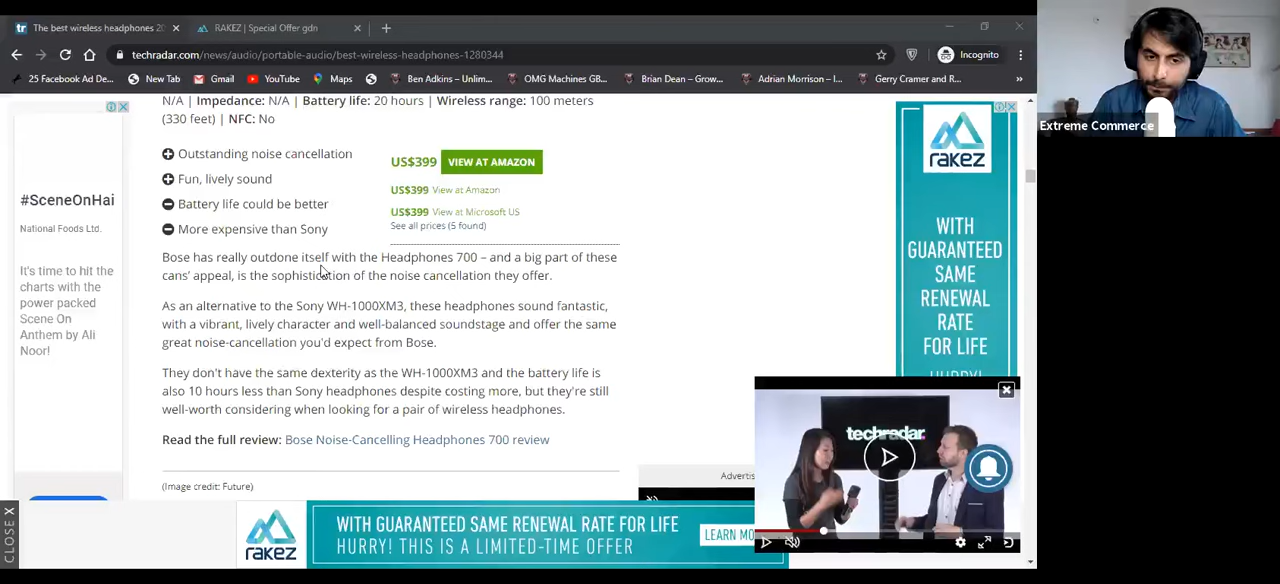 The best wireless headphones 20
RAKEZ | Special Offer gdn
techradar.com/news/audio/portable-audio/best-wireless-headphones-1280344
Incognito
25 Facebook Ad De...
New Tab
Gmail
YouTube
Maps
Ben Adkins – Unlim...
OMG Machines GB...
Brian Dean – Grow...
Adrian Morrison – I...
Gerry Cramer and R...
Extreme Commerce
N/A | Impedance: N/A | Battery life: 20 hours | Wireless range: 100 meters
(330 feet) | NFC: No
Outstanding noise cancellation
Fun, lively sound
Battery life could be better
More expensive than Sony
US$399 VIEW AT AMAZON
US$399 View at Amazon
US$399 View at Microsoft US
See all prices (5 found)
Bose has really outdone itself with the Headphones 700 – and a big part of these
cans' appeal, is the sophistication of the noise cancellation they offer.
As an alternative to the Sony WH-1000XM3, these headphones sound fantastic,
with a vibrant, lively character and well-balanced soundstage and offer the same
great noise-cancellation you'd expect from Bose.
They don't have the same dexterity as the WH-1000XM3 and the battery life is
also 10 hours less than Sony headphones despite costing more, but they're still
well-worth considering when looking for a pair of wireless headphones.
Read the full review: Bose Noise-Cancelling Headphones 700 review
(Image credit: Future)
#SceneOnHai
National Foods Ltd.
It's time to hit the
charts with the
power packed
Scene On
Anthem by Ali
Noor!
rakez
WITH
GUARANTEED
SAME
RENEWAL
RATE
FOR LIFE
HURRY!
Advertis
techradar.
CLOSE X
rakez
WITH GUARANTEED SAME RENEWAL RATE FOR LIFE
HURRY! THIS IS A LIMITED-TIME OFFER
LEARN MO